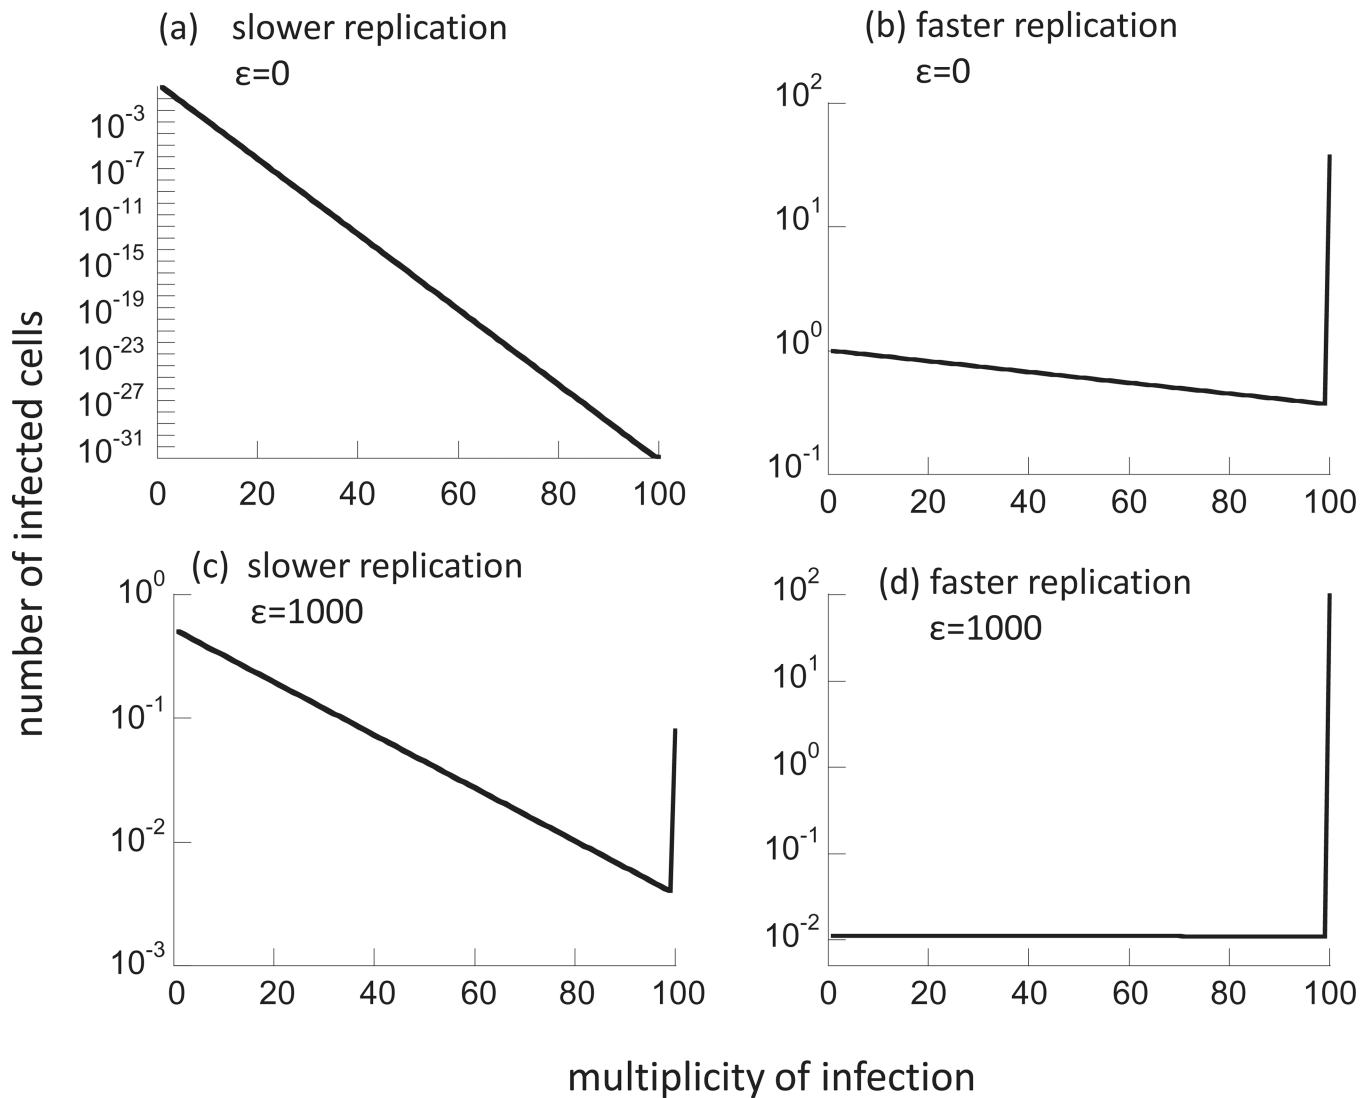 (a) slower replication
ε=0
10^-3
10^-7
10^-11
10^-15
10^-19
10^-23
10^-27
10^-31
0 20 40 60 80 100
(b) faster replication
ε=0
10^2
10^1
10^0
10^-1
0 20 40 60 80 100
number of infected cells
(c) slower replication
ε=1000
10^0
10^-1
10^-2
10^-3
0 20 40 60 80 100
(d) faster replication
ε=1000
10^2
10^1
10^0
10^-1
10^-2
0 20 40 60 80 100
multiplicity of infection